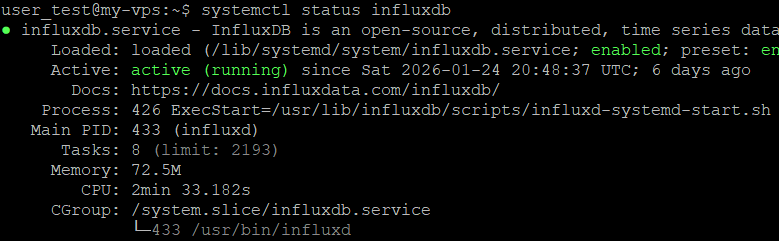 user_test@my-vps:~$ systemctl status influxdb
● influxdb.service - InfluxDB is an open-source, distributed, time series data
     Loaded: loaded (/lib/systemd/system/influxdb.service; enabled; preset: en
     Active: active (running) since Sat 2026-01-24 20:48:37 UTC; 6 days ago
       Docs: https://docs.influxdata.com/influxdb/
    Process: 426 ExecStart=/usr/lib/influxdb/scripts/influxd-systemd-start.sh
   Main PID: 433 (influxd)
      Tasks: 8 (limit: 2193)
     Memory: 72.5M
        CPU: 2min 33.182s
     CGroup: /system.slice/influxdb.service
             └─433 /usr/bin/influxd